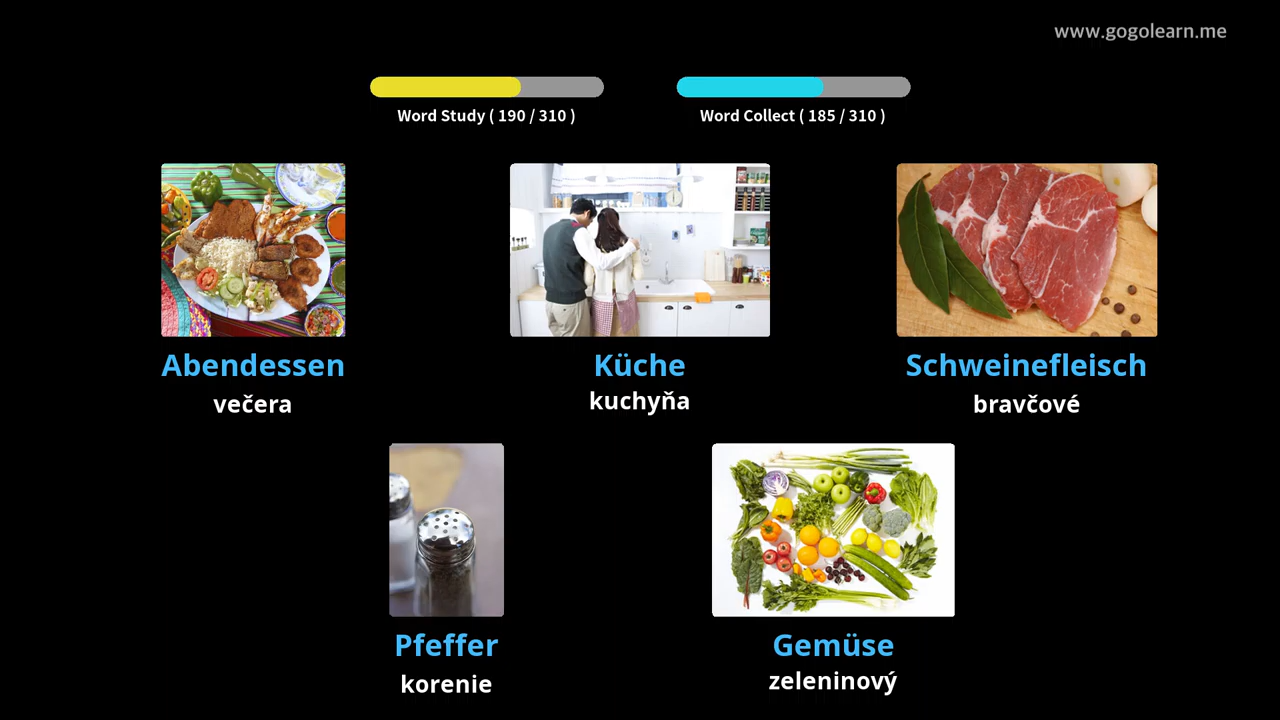 www.gogolearn.me
Word Study ( 190 / 310 )
Word Collect ( 185 / 310 )
Abendessen
večera
Küche
kuchyňa
Schweinefleisch
bravčové
Pfeffer
korenie
Gemüse
zeleninový